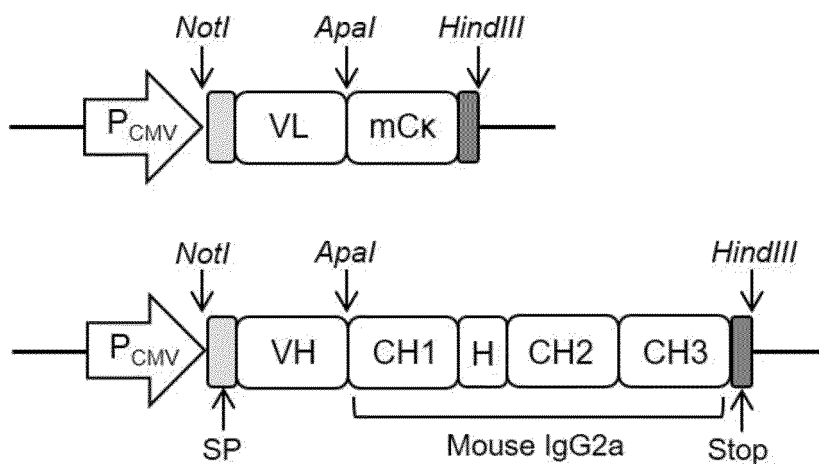 NotI ApaI HindIII
PCMV VL mCκ
NotI ApaI HindIII
PCMV VH CH1 H CH2 CH3
SP Mouse IgG2a Stop